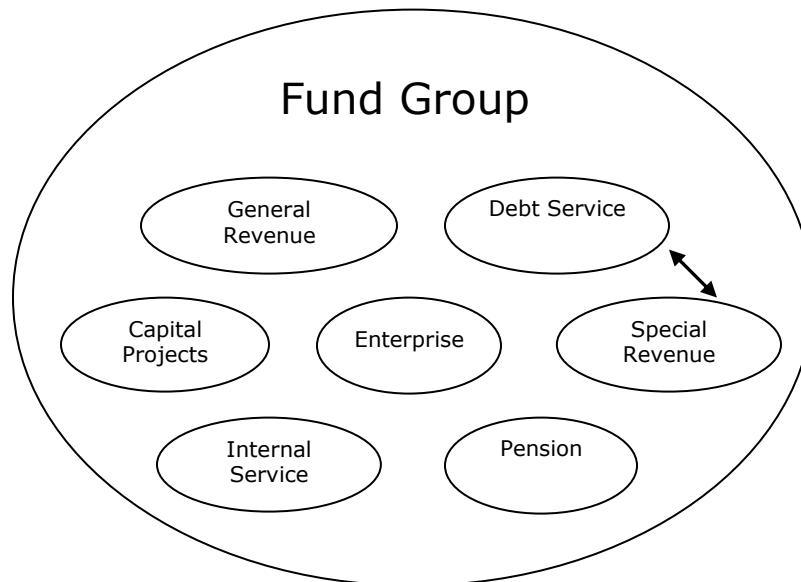 Fund Group
General
Revenue
Debt Service
Capital
Projects
Enterprise
Special
Revenue
Internal
Service
Pension